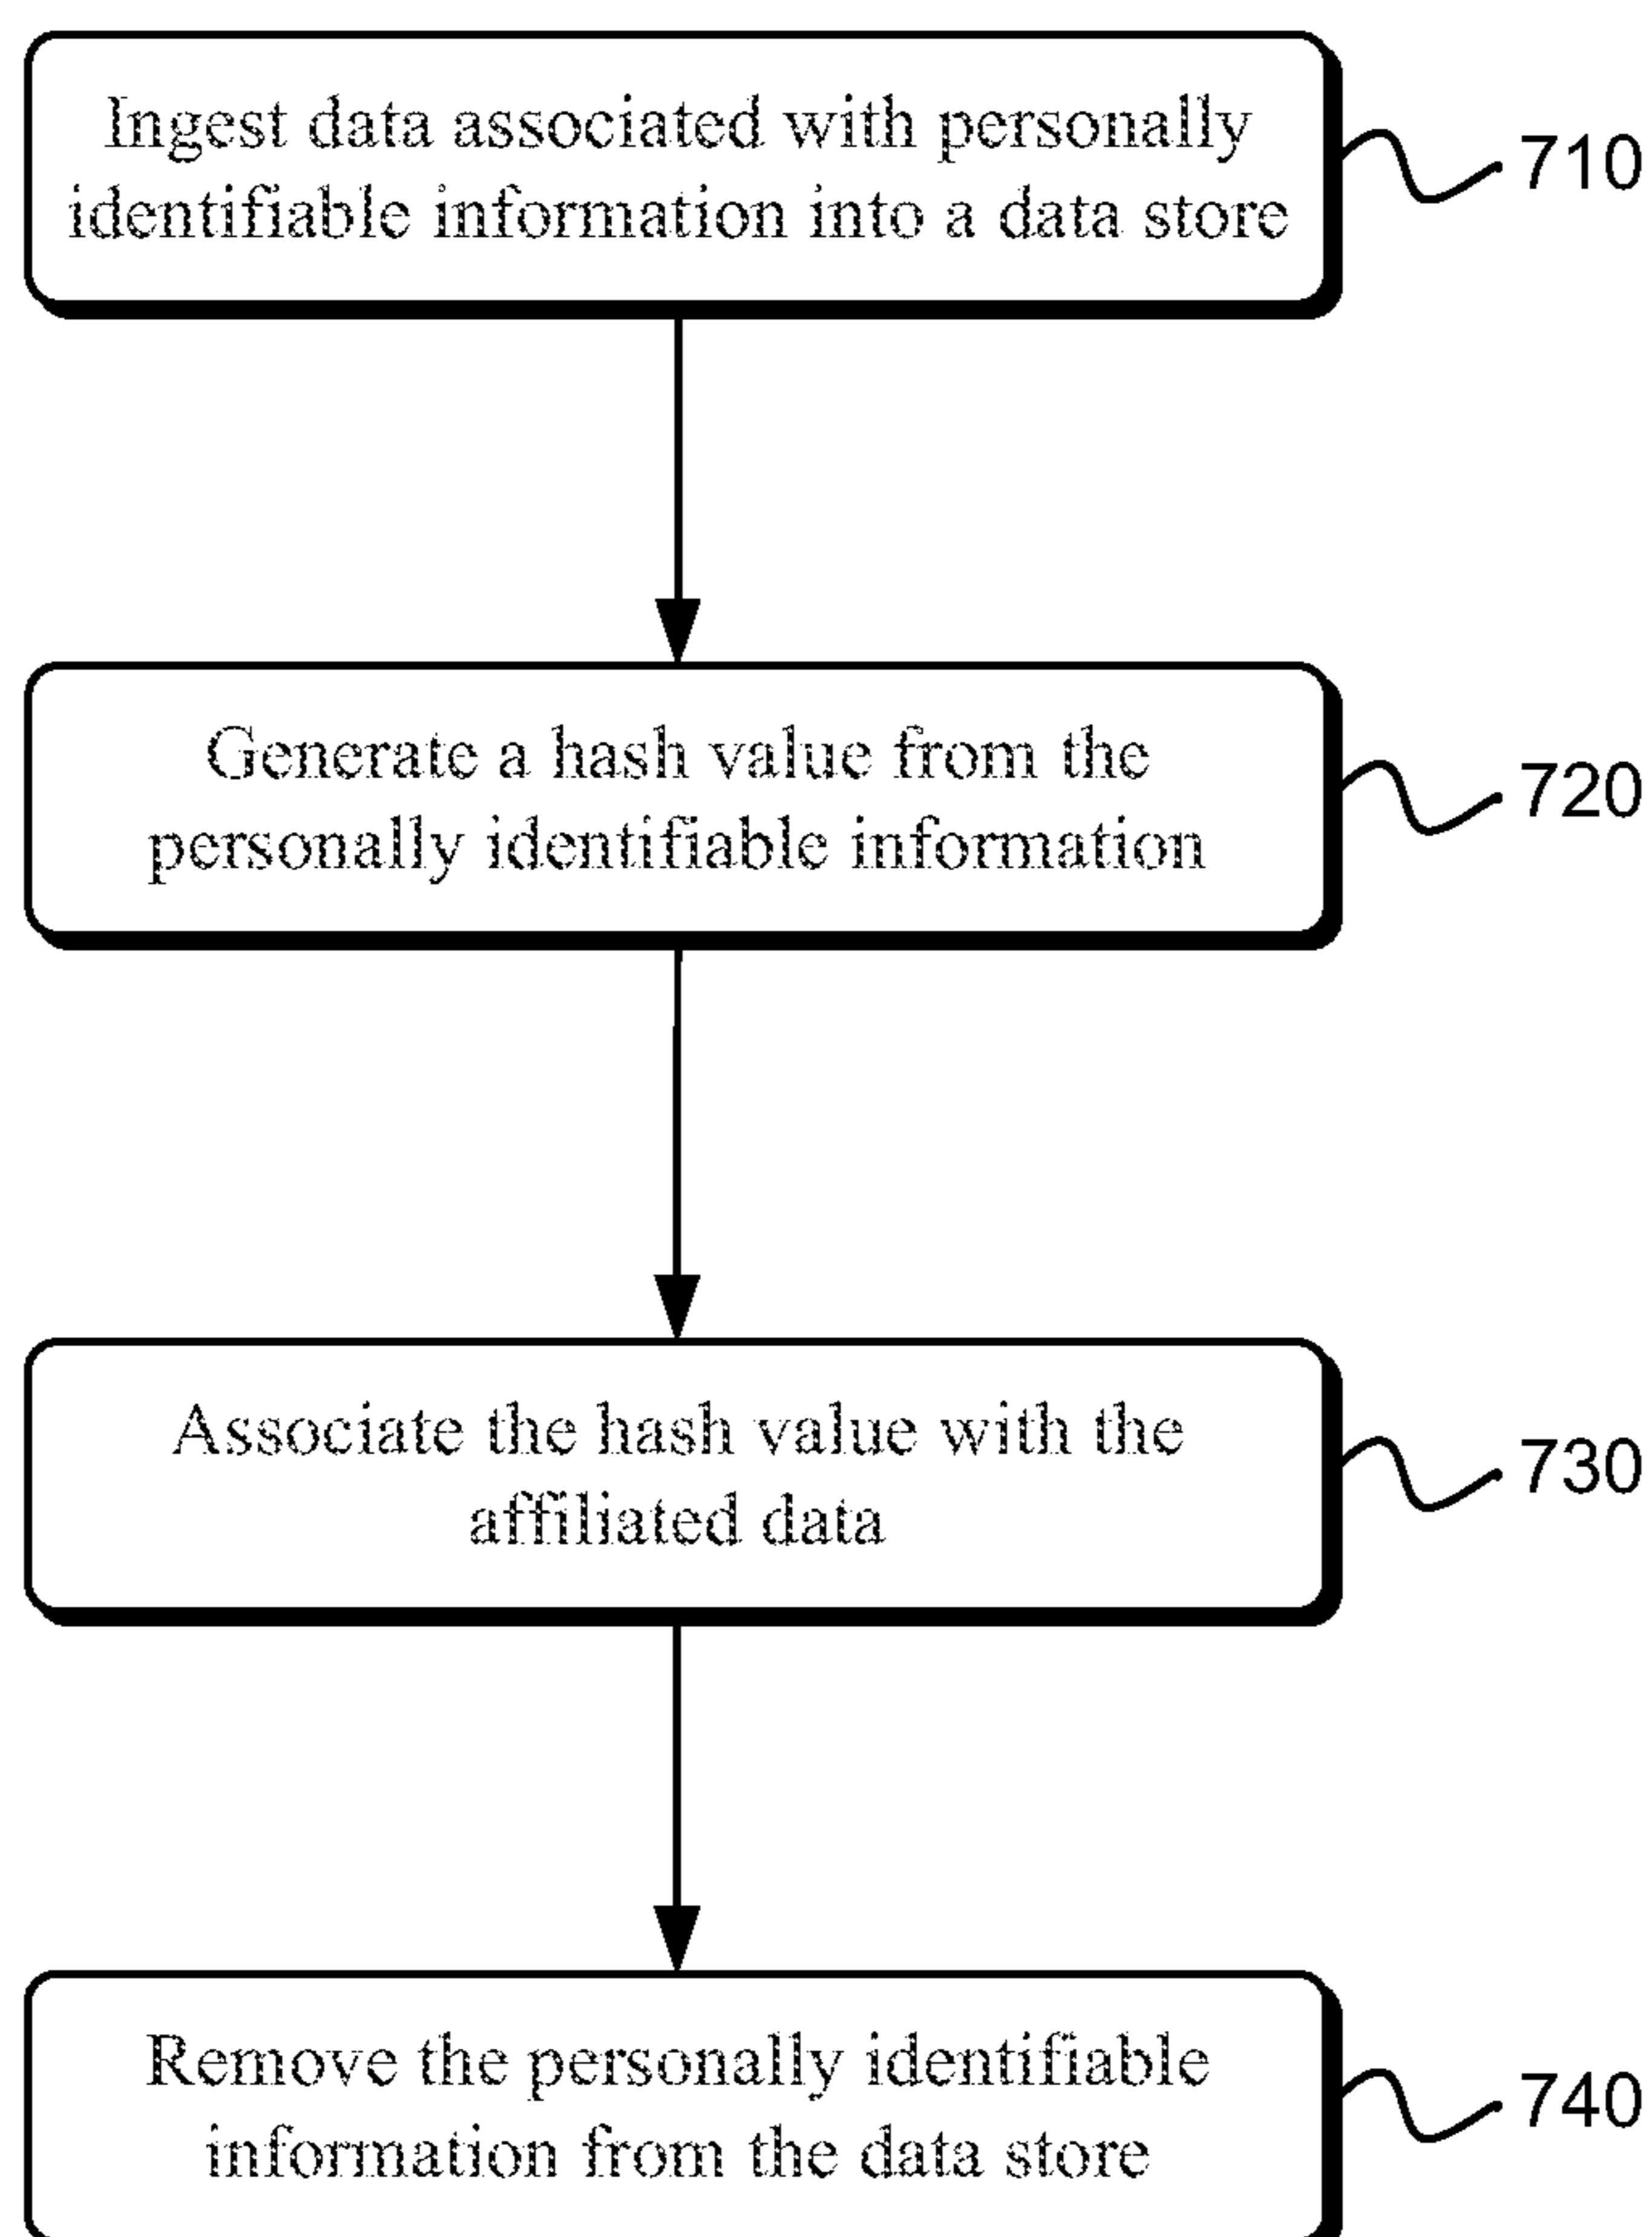 Ingest data associated with personally
identifiable information into a data store
710
Generate a hash value from the
personally identifiable information
720
Associate the hash value with the
affiliated data
730
Remove the personally identifiable
information from the data store
740